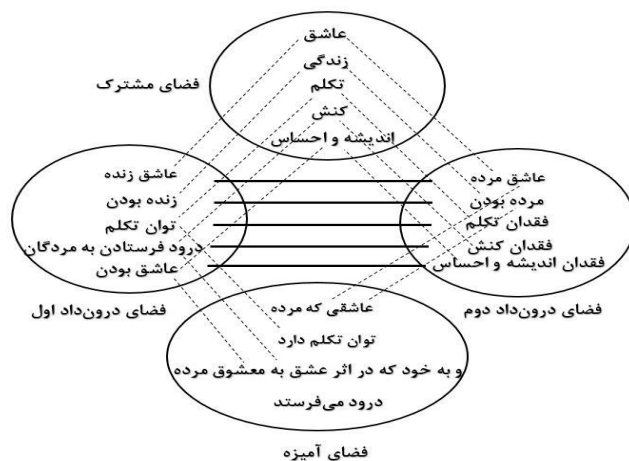 عاشق
زندگی
تکلم
کنش
اندیشه و احساس
فضای مشترک
عاشق مرده
مرده بودن
فقدان تکلم
فقدان کنش
فقدان اندیشه و احساس
فضای درون‌داد دوم
عاشق زنده
زنده بودن
توان تکلم
درود فرستادن به مردگان
عاشق بودن
فضای درون‌داد اول
عاشقی که مرده
توان تکلم دارد
و به خود که در اثر عشق به معشوق مرده
درود می‌فرستد
فضای آمیزه